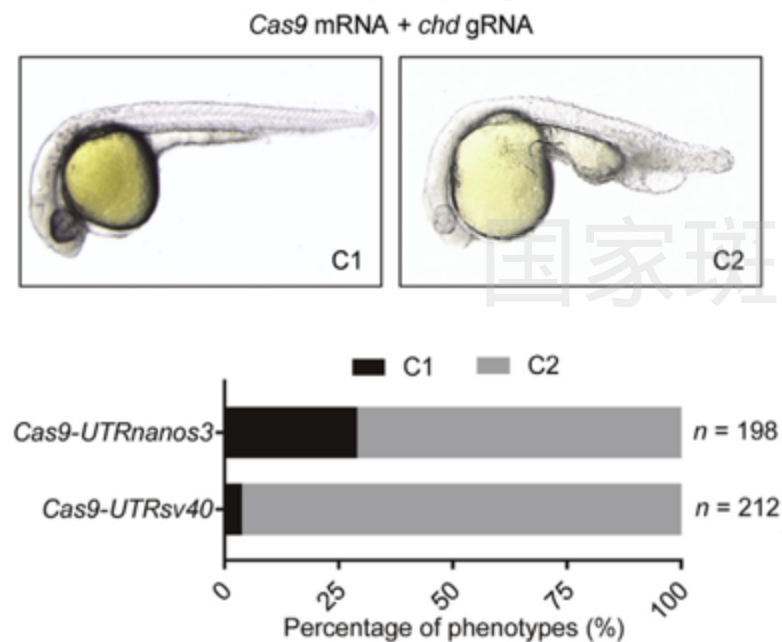 Cas9 mRNA + chd gRNA
C1
C2
国家斑
C1 C2
Cas9-UTRnanos3
n = 198
Cas9-UTRsv40
n = 212
0 25 50 75 100
Percentage of phenotypes (%)